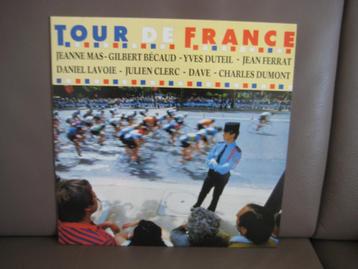 TOUR DE FRANCE
JEANNE MAS - GILBERT BÉCAUD - YVES DUTEIL - JEAN FERRAT
DANIEL LAVOIE - JULIEN CLERC - DAVE - CHARLES DUMONT